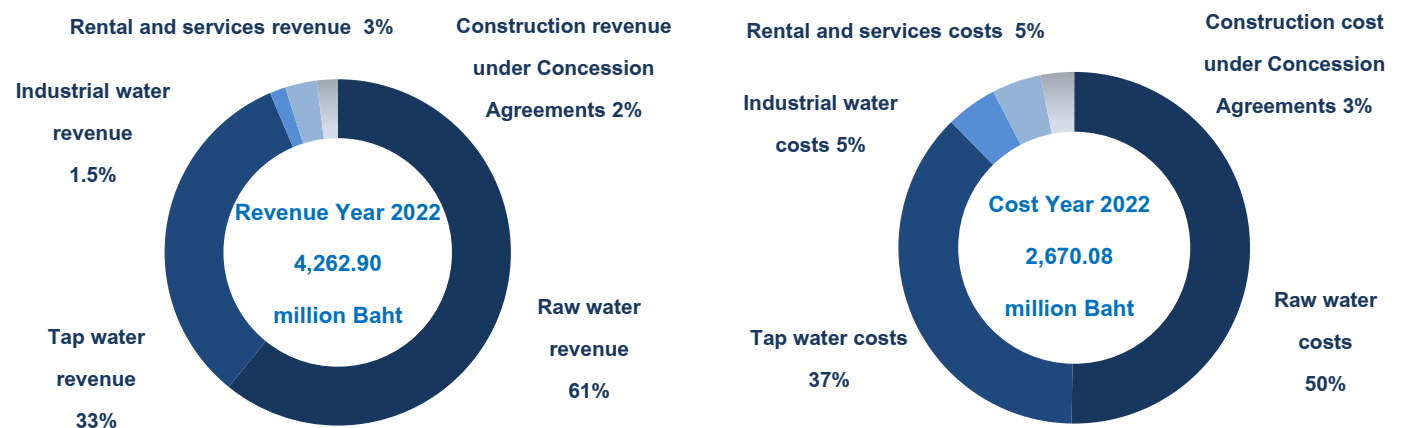 Rental and services revenue 3%
Construction revenue
under Concession
Agreements 2%
Industrial water
revenue
1.5%
Revenue Year 2022
4,262.90
million Baht
Raw water
revenue
61%
Tap water
revenue
33%
Rental and services costs 5%
Construction cost
under Concession
Agreements 3%
Industrial water
costs 5%
Cost Year 2022
2,670.08
million Baht
Raw water
costs
50%
Tap water costs
37%